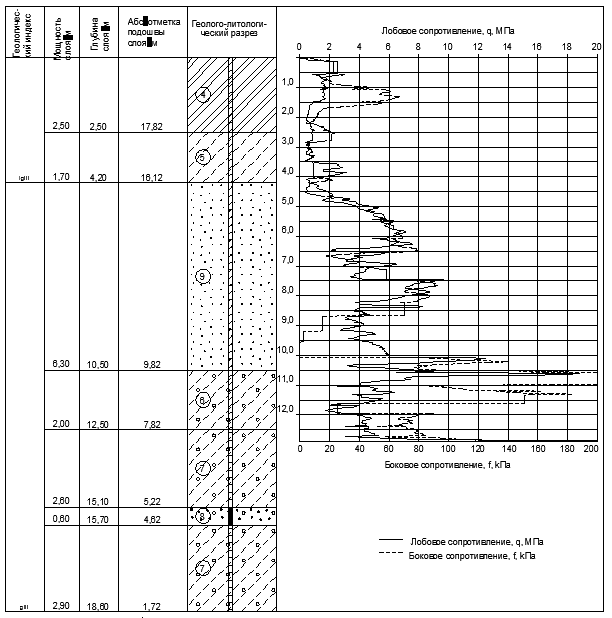 Геологичес-
кий индекс
Мощность
слоя, м
Глубина
слоя, м
Абс.отметка
подошвы
слоя, м
Геолого-литологи-
ческий разрез
Лобовое сопротивление, q, МПа
0 2 4 6 8 10 12 14 16 18 20
1,0
4
2,0
2,50 2,50 17,82
3,0
5
4,0
lgIII 1,70 4,20 16,12
5,0
6,0
7,0
9
8,0
9,0
10,0
6,30 10,50 9,82
11,0
6
12,0
2,00 12,50 7,82
0 20 40 60 80 100 120 140 160 180 200
Боковое сопротивление, f, кПа
7
2,60 15,10 5,22
8
0,60 15,70 4,62
Лобовое сопротивление, q, МПа
Боковое сопротивление, f, кПа
7
gIII 2,90 18,60 1,72